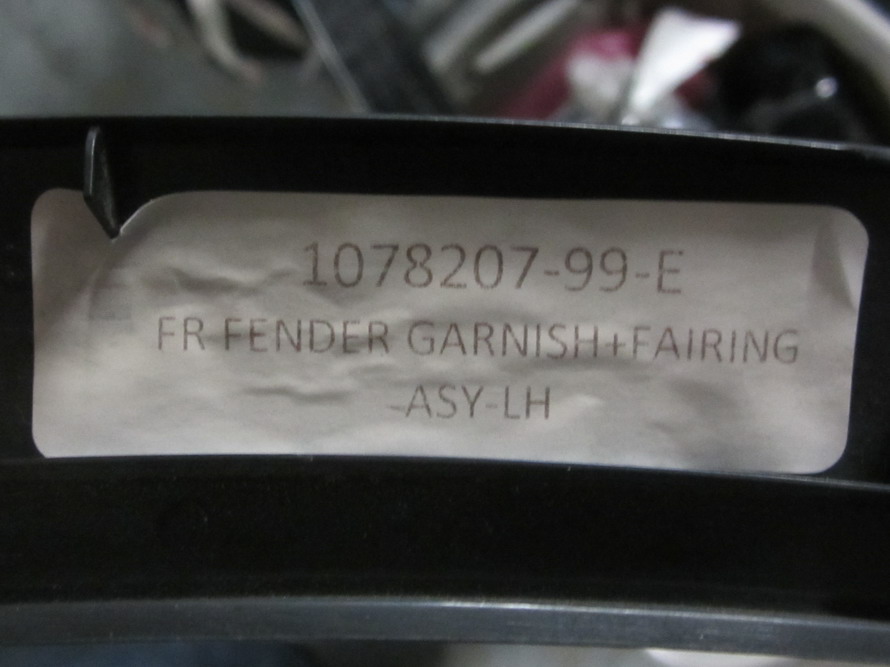 1078207-99-E
FR FENDER GARNISH+FAIRING
-ASY-LH